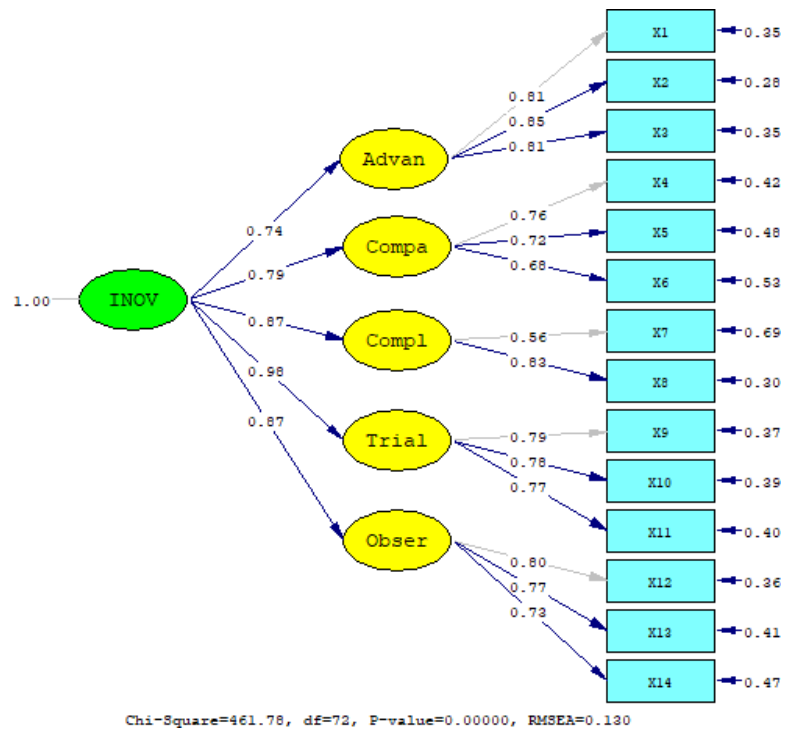 X1
0.35
X2
0.28
0.81
0.85
X3
0.35
0.81
Advan
X4
0.42
0.76
0.74
X5
0.48
0.72
Compa
0.68
0.79
X6
0.53
1.00
INOV
0.87
X7
0.69
0.56
Compl
0.83
0.98
X8
0.30
0.87
X9
0.37
0.79
Trial
0.78
X10
0.39
0.77
X11
0.40
Obser
0.80
X12
0.36
0.77
0.73
X13
0.41
X14
0.47
Chi-Square=461.78, df=72, P-value=0.00000, RMSEA=0.130